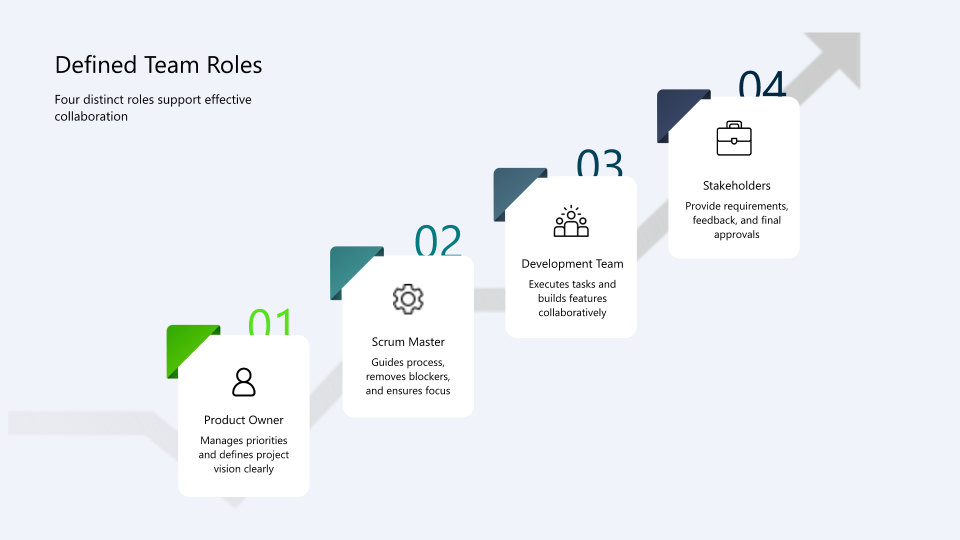 Defined Team Roles
Four distinct roles support effective
collaboration
01
Product Owner
Manages priorities
and defines project
vision clearly
02
Scrum Master
Guides process,
removes blockers,
and ensures focus
03
Development Team
Executes tasks and
builds features
collaboratively
04
Stakeholders
Provide requirements,
feedback, and final
approvals